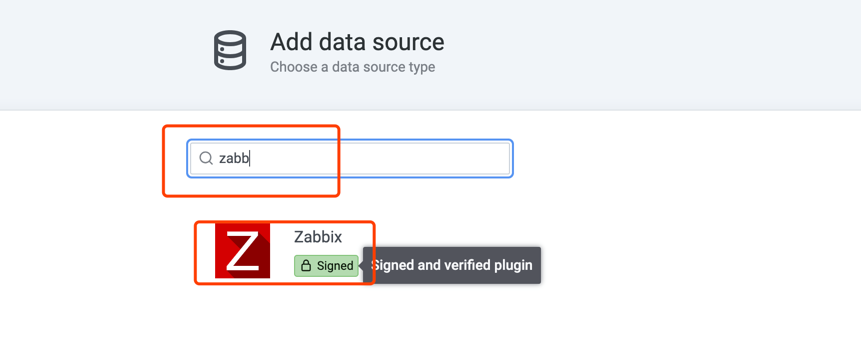 Add data source
Choose a data source type
zabb
Z
Zabbix
Signed
Signed and verified plugin